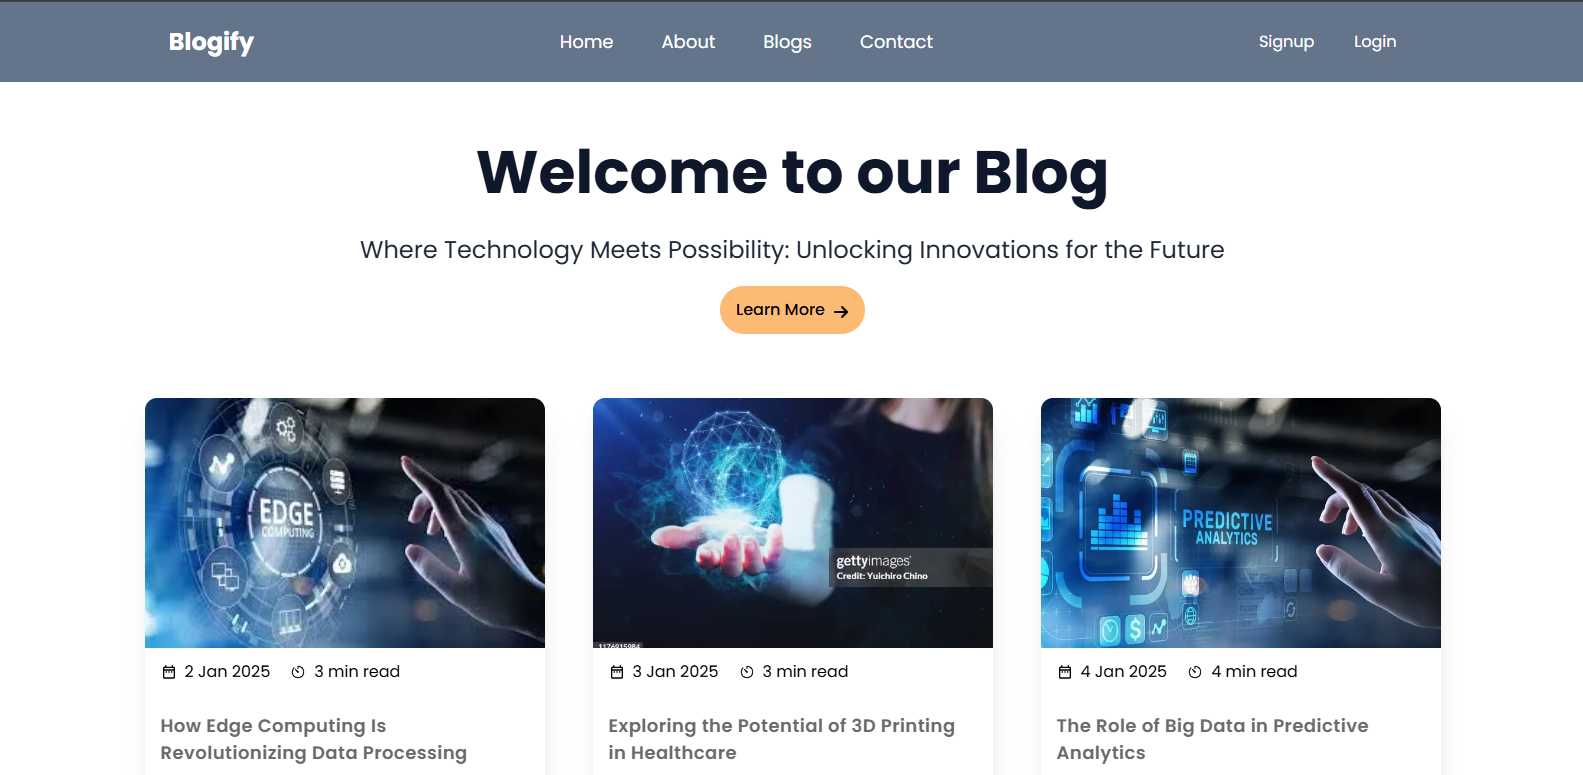 Blogify
Home About Blogs Contact
Signup Login
Welcome to our Blog
Where Technology Meets Possibility: Unlocking Innovations for the Future
Learn More
EDGE
COMPUTING
gettyimages
Credit: Yuichiro Chino
PREDICTIVE
ANALYTICS
2 Jan 2025 3 min read
3 Jan 2025 3 min read
4 Jan 2025 4 min read
How Edge Computing Is
Revolutionizing Data Processing
Exploring the Potential of 3D Printing
in Healthcare
The Role of Big Data in Predictive
Analytics